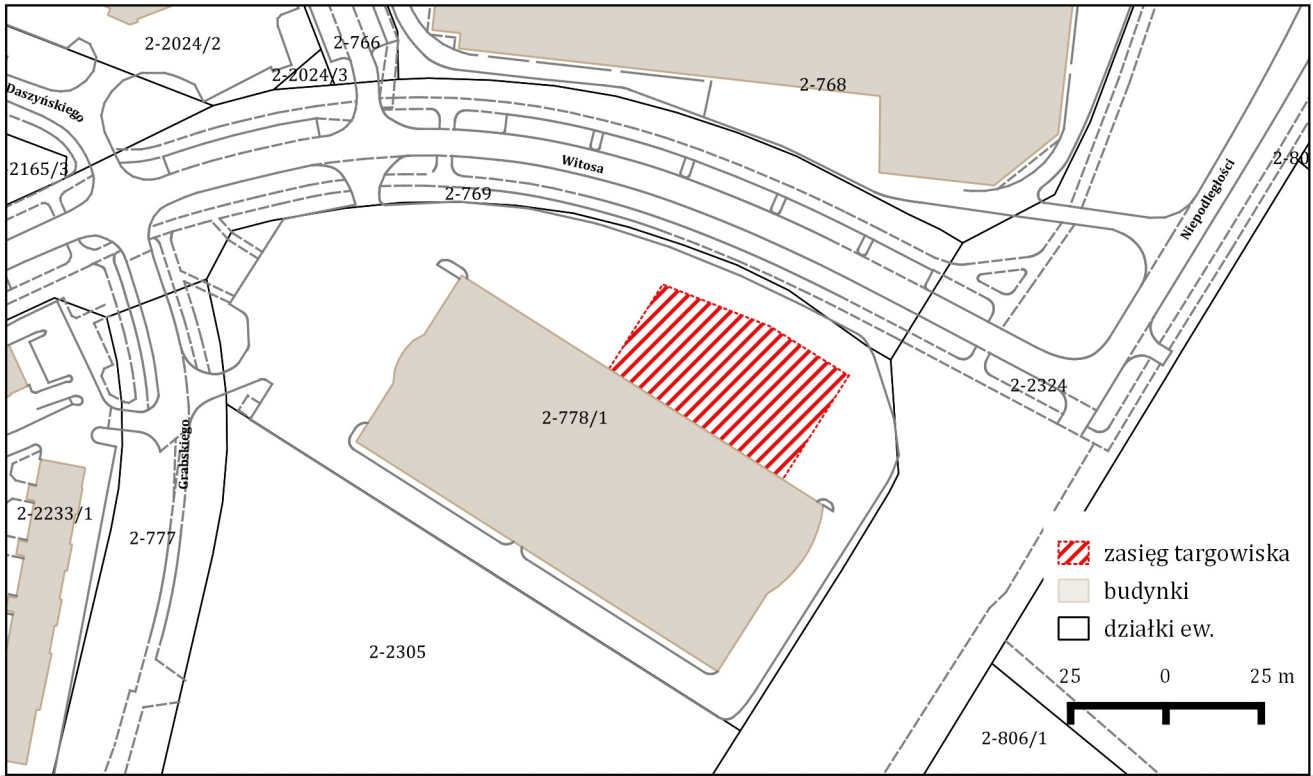 2-2024/2
2-766
2-2024/3
2-768
Daszyńskiego
2165/3
Witosa
2-769
Niepodległości
2-80
2-2324
2-778/1
Grabskiego
2-2233/1
2-777
2-2305
zasięg targowiska
budynki
działki ew.
25 0 25 m
2-806/1